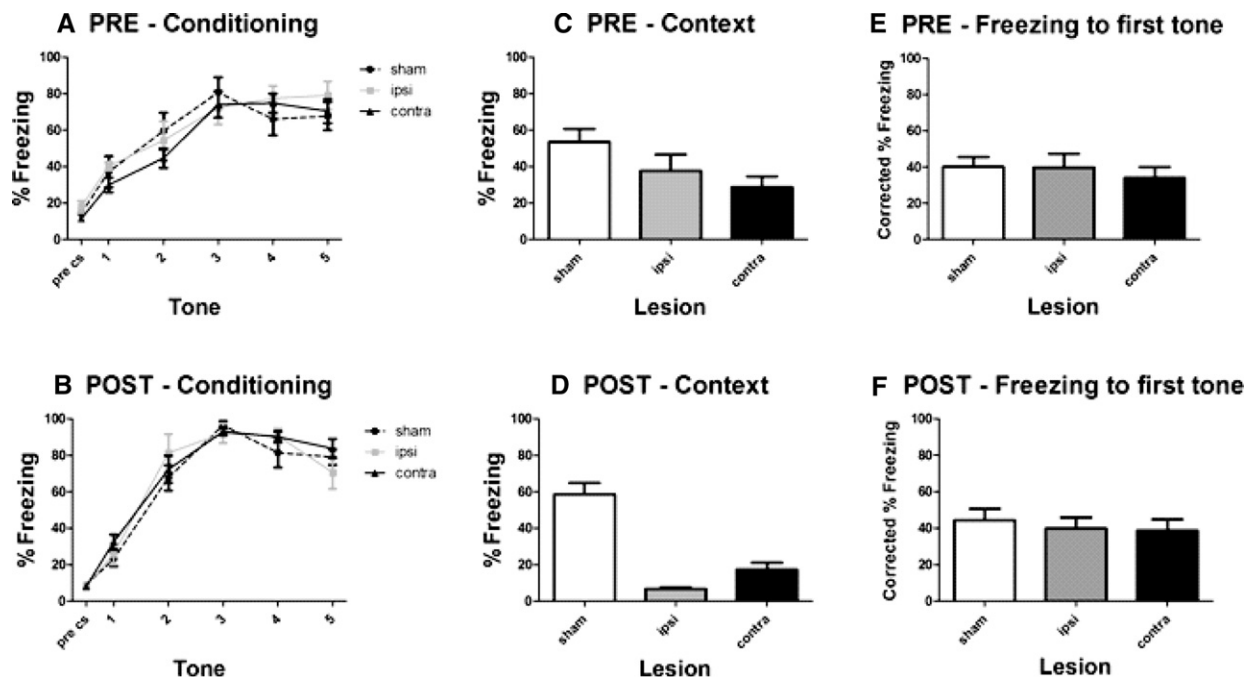 A PRE - Conditioning
% Freezing
100
80
60
40
20
0
pre cs
1
2
3
4
5
Tone
sham
ipsi
contra
C PRE - Context
% Freezing
100
80
60
40
20
0
sham
ipsi
contra
Lesion
E PRE - Freezing to first tone
Corrected % Freezing
100
80
60
40
20
0
sham
ipsi
contra
Lesion
B POST - Conditioning
% Freezing
100
80
60
40
20
0
pre cs
1
2
3
4
5
Tone
sham
ipsi
contra
D POST - Context
% Freezing
100
80
60
40
20
0
sham
ipsi
contra
Lesion
F POST - Freezing to first tone
Corrected % Freezing
100
80
60
40
20
0
sham
ipsi
contra
Lesion